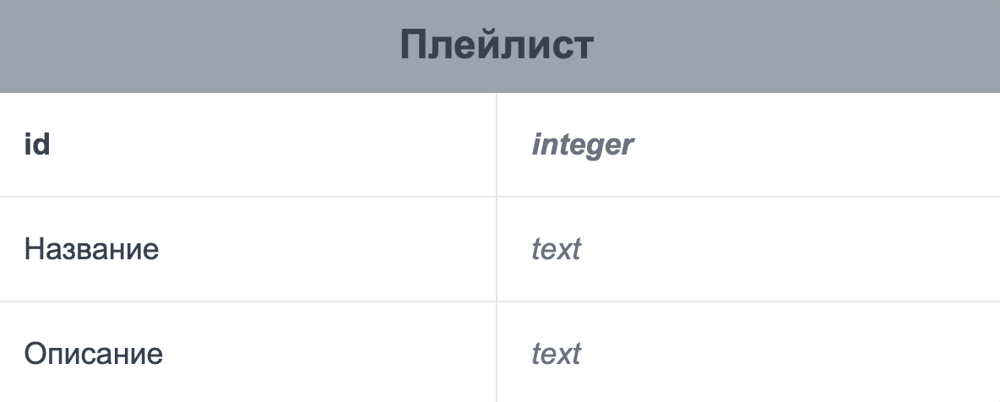 Плейлист
id integer
Название text
Описание text